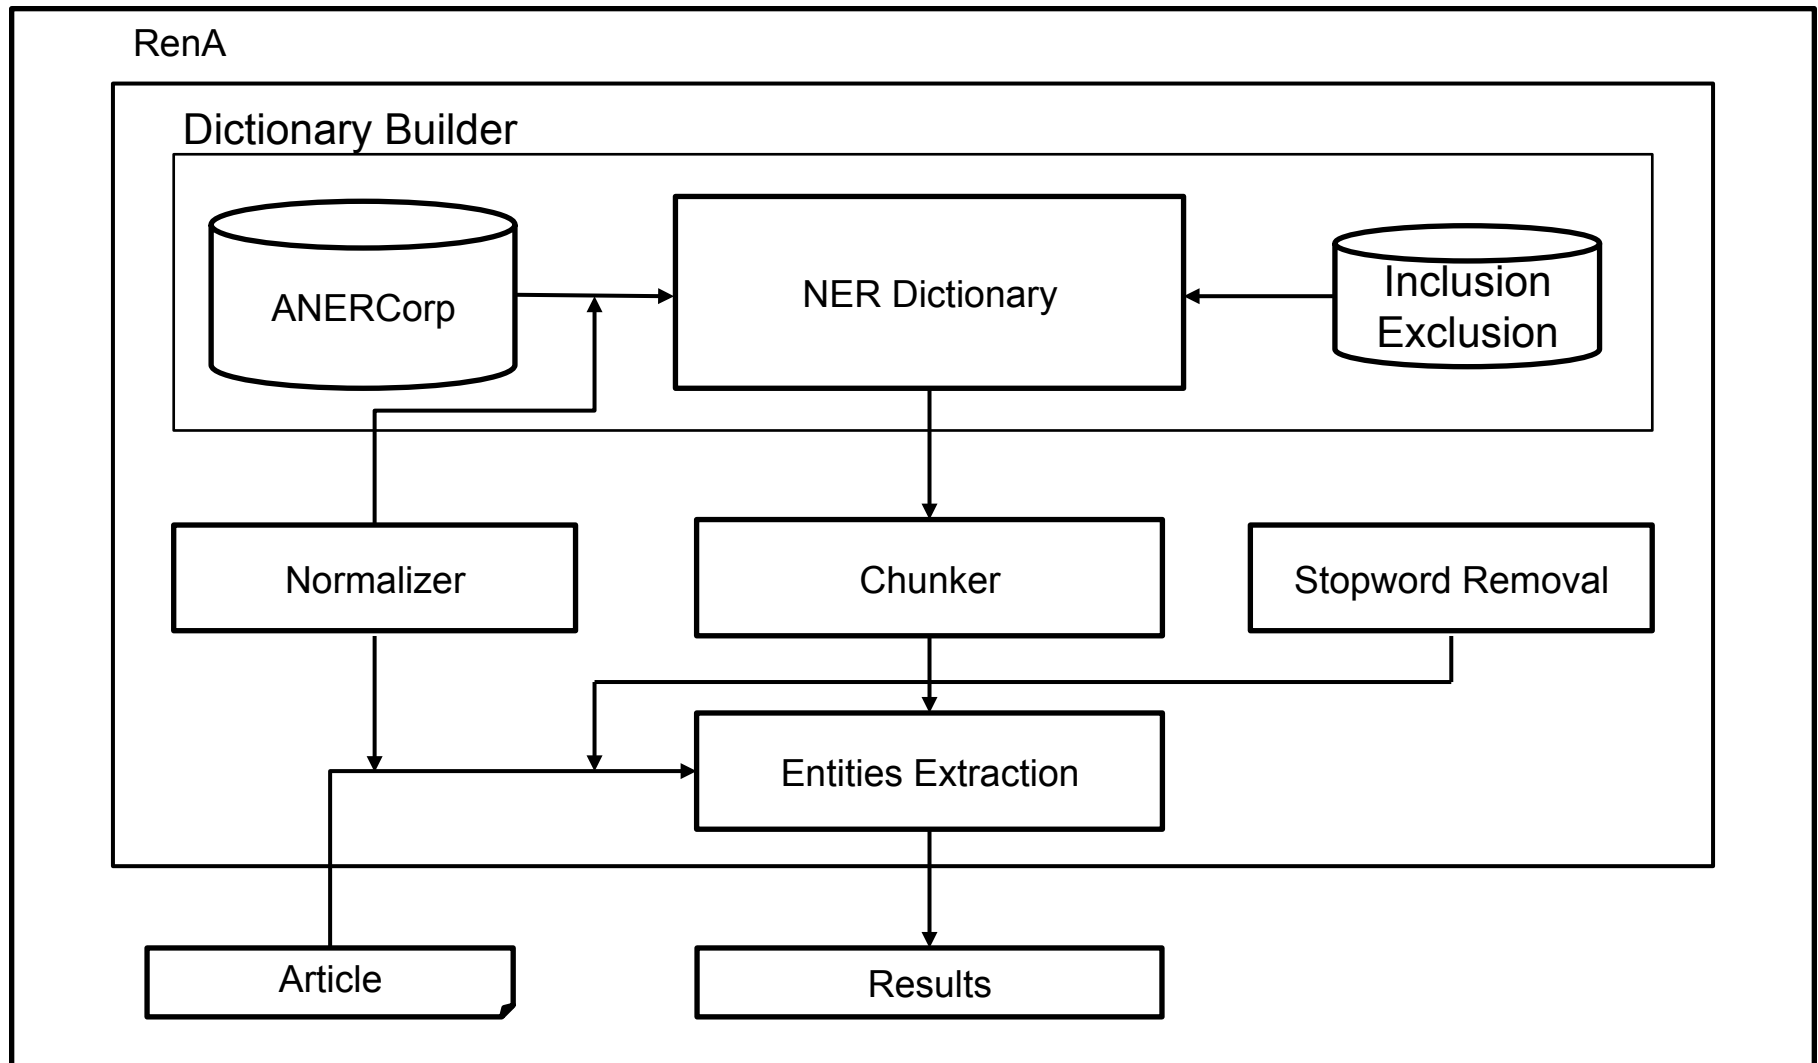 RenA
Dictionary Builder
ANERCorp
NER Dictionary
Inclusion
Exclusion
Normalizer
Chunker
Stopword Removal
Entities Extraction
Article
Results